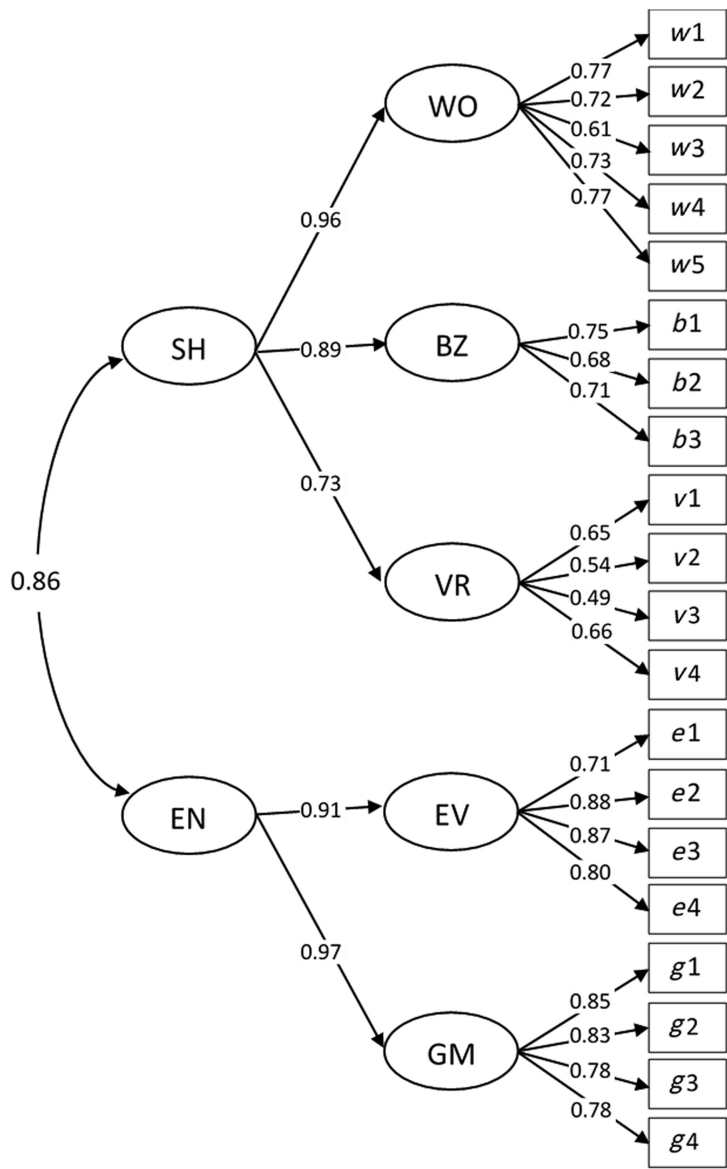 w1
0.77
WO
0.72
w2
0.61
w3
0.73
0.77
w4
0.96
w5
SH
0.89
BZ
0.75
b1
0.68
b2
0.71
b3
0.73
v1
0.65
VR
0.54
v2
0.86
0.49
v3
0.66
v4
e1
0.71
EN
0.91
EV
0.88
e2
0.87
e3
0.80
e4
0.97
g1
0.85
GM
0.83
g2
0.78
g3
0.78
g4